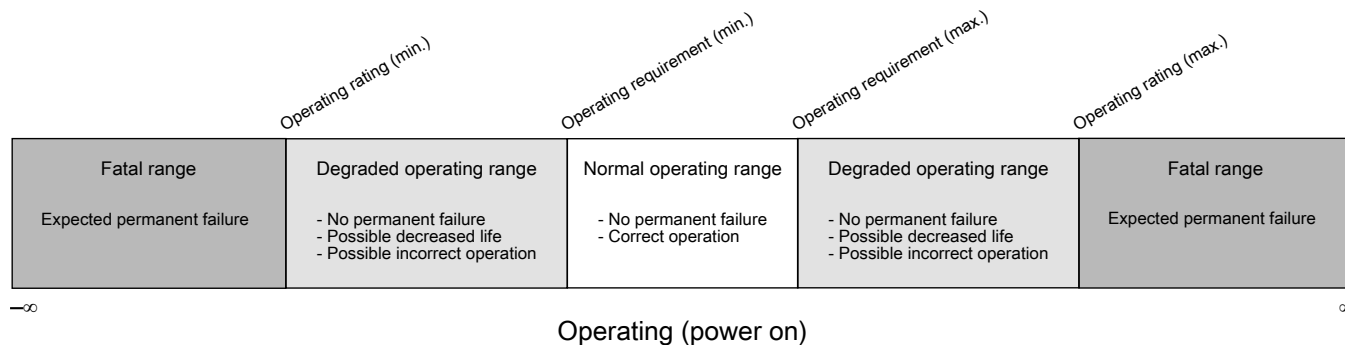 Operating rating (min.)
Operating requirement (min.)
Operating requirement (max.)
Operating rating (max.)
Fatal range
Expected permanent failure
Degraded operating range
- No permanent failure
- Possible decreased life
- Possible incorrect operation
Normal operating range
- No permanent failure
- Correct operation
Degraded operating range
- No permanent failure
- Possible decreased life
- Possible incorrect operation
Fatal range
Expected permanent failure
–∞
Operating (power on)